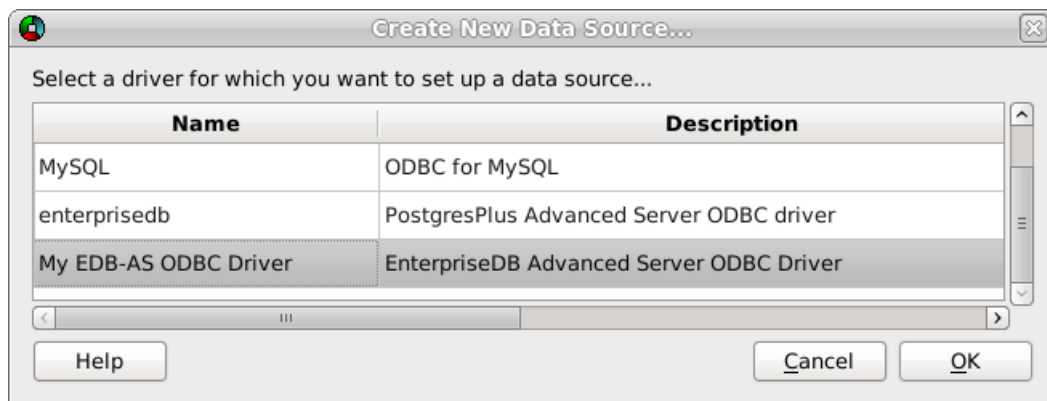 Create New Data Source...
Select a driver for which you want to set up a data source...
Name Description
MySQL ODBC for MySQL
enterprisedb PostgresPlus Advanced Server ODBC driver
My EDB-AS ODBC Driver EnterpriseDB Advanced Server ODBC Driver
Help Cancel OK